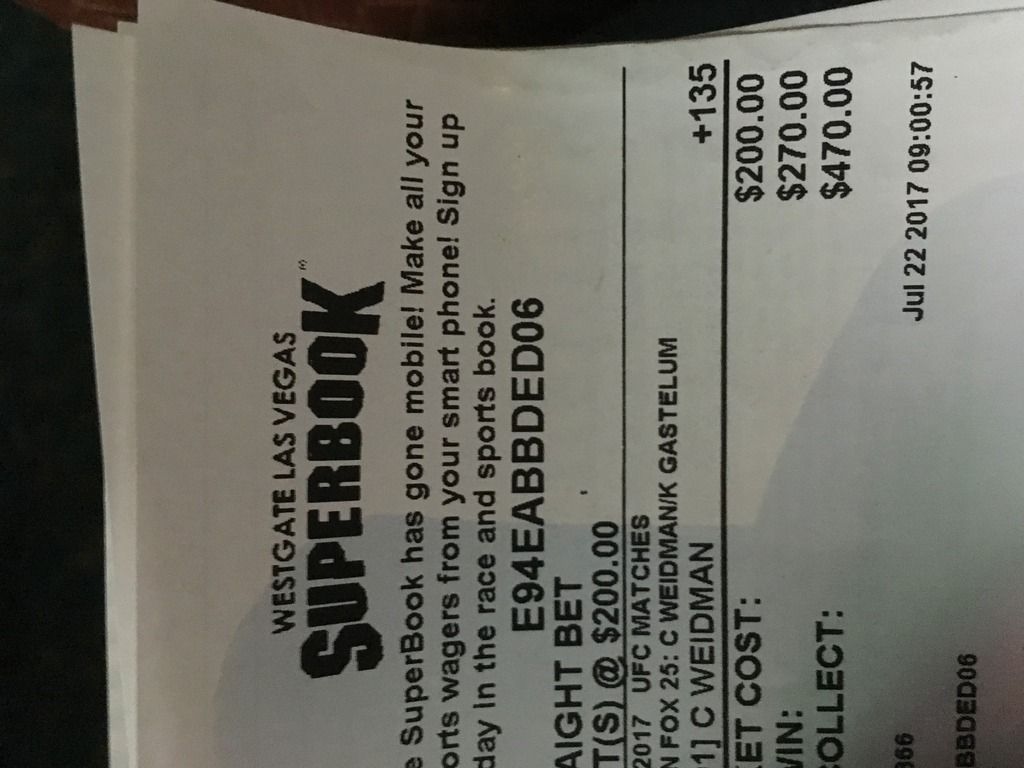 WESTGATE LAS VEGAS
SUPERBOOK
TM
e SuperBook has gone mobile! Make all your
orts wagers from your smart phone! Sign up
day in the race and sports book.
E94EABBDED06
AIGHT BET
T(S) @ $200.00
2017 UFC MATCHES
N FOX 25: C WEIDMAN/K GASTELUM
1] C WEIDMAN +135
ET COST: $200.00
VIN: $270.00
OLLECT: $470.00
Jul 22 2017 09:00:57
366
BBDED06